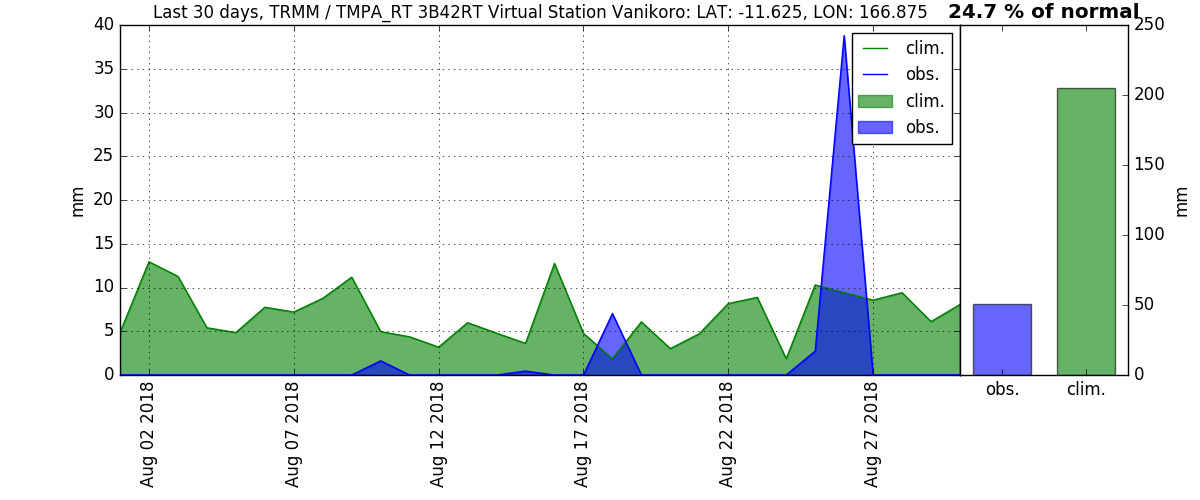 Last 30 days, TRMM / TMPA_RT 3B42RT Virtual Station Vanikoro: LAT: -11.625, LON: 166.875
24.7 % of normal
40
35
30
25
20
15
10
5
0
mm
clim.
obs.
clim.
obs.
Aug 02 2018
Aug 07 2018
Aug 12 2018
Aug 17 2018
Aug 22 2018
Aug 27 2018
250
200
150
100
50
0
mm
obs.
clim.